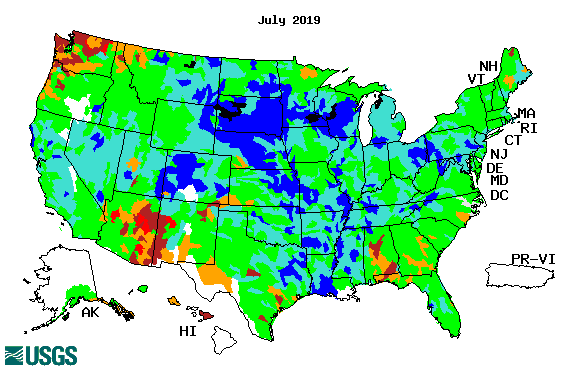 July 2019
NH
VT
MA
RI
CT
NJ
DE
MD
DC
PR-VI
AK
HI
USGS